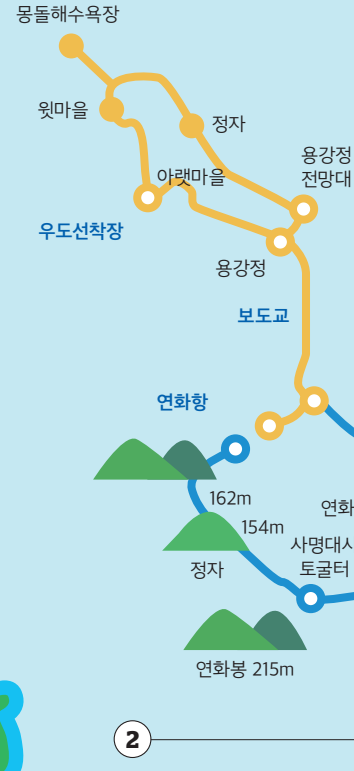 몽돌해수욕장
윗마을
정자
아랫마을
용강정
전망대
우도선착장
용강정
보도교
연화항
162m
154m
정자
사명대사
토굴터
연화봉 215m
2